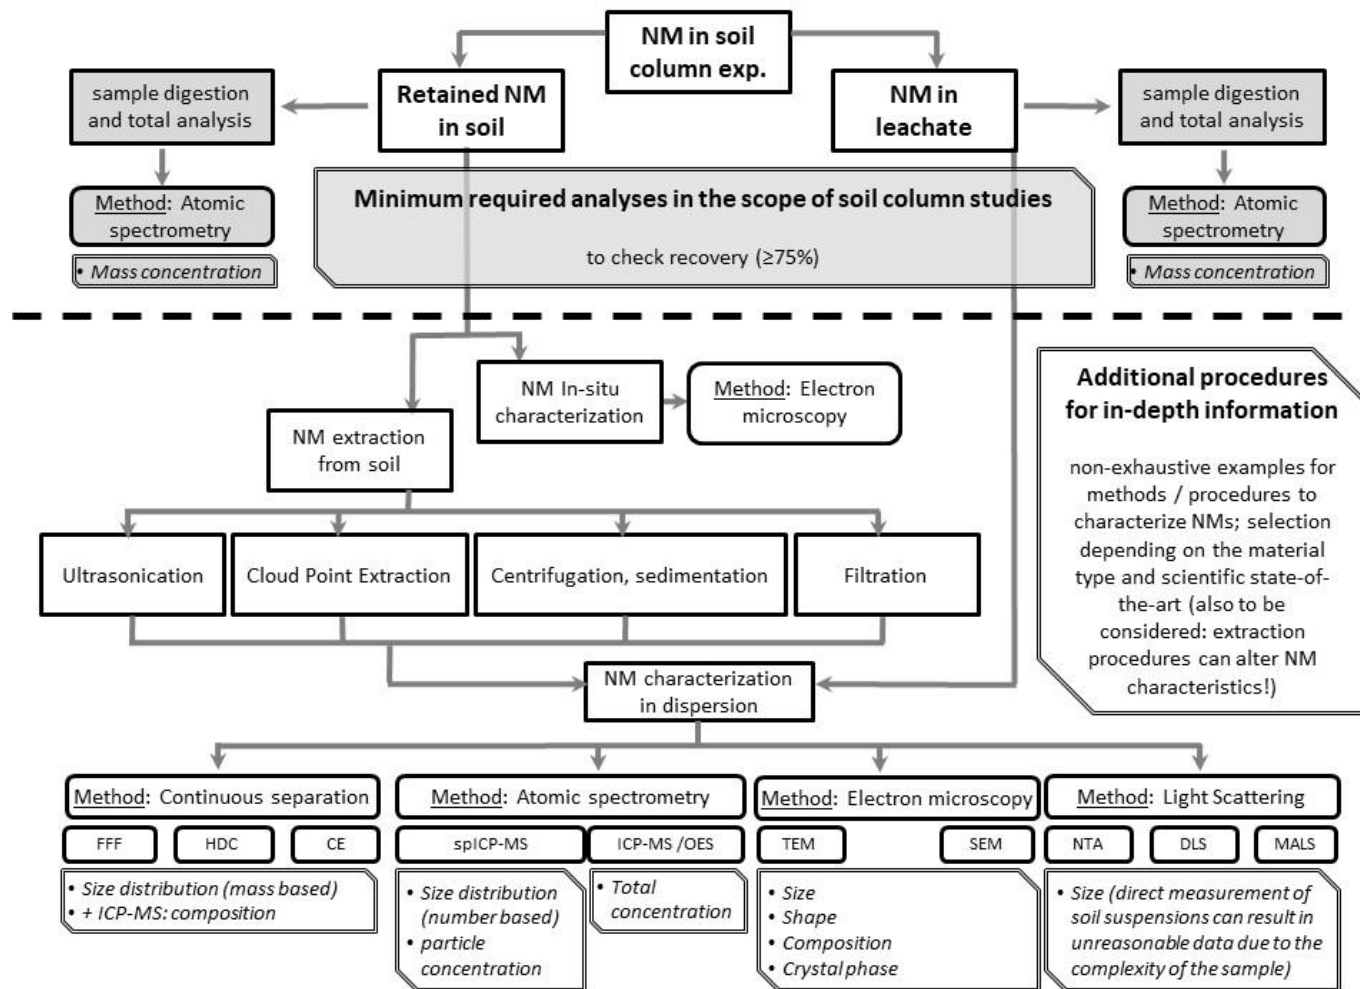 NM in soil
column exp.
sample digestion
and total analysis
Retained NM
in soil
NM in
leachate
sample digestion
and total analysis
Method: Atomic
spectrometry
• Mass concentration
Minimum required analyses in the scope of soil column studies
to check recovery (≥75%)
Method: Atomic
spectrometry
• Mass concentration
NM In-situ
characterization
Method: Electron
microscopy
NM extraction
from soil
Additional procedures
for in-depth information
non-exhaustive examples for
methods / procedures to
characterize NMs; selection
depending on the material
type and scientific state-of-
the-art (also to be
considered: extraction
procedures can alter NM
characteristics!)
Ultrasonication
Cloud Point Extraction
Centrifugation, sedimentation
Filtration
NM characterization
in dispersion
Method: Continuous separation
FFF
HDC
CE
• Size distribution (mass based)
• + ICP-MS: composition
Method: Atomic spectrometry
spICP-MS
ICP-MS /OES
• Size distribution
(number based)
• particle
concentration
• Total
concentration
Method: Electron microscopy
TEM
SEM
• Size
• Shape
• Composition
• Crystal phase
Method: Light Scattering
NTA
DLS
MALS
• Size (direct measurement of
soil suspensions can result in
unreasonable data due to the
complexity of the sample)